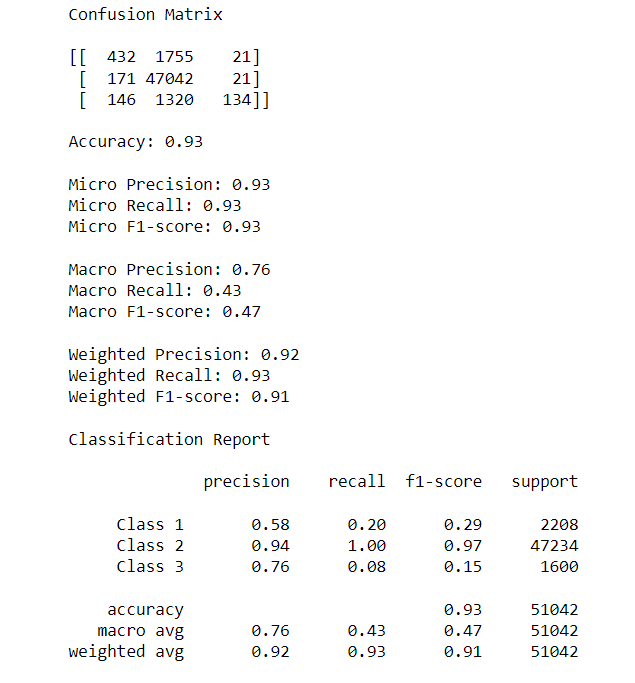 Confusion Matrix
[[  432  1755    21]
 [  171 47042    21]
 [  146  1320   134]]
Accuracy: 0.93
Micro Precision: 0.93
Micro Recall: 0.93
Micro F1-score: 0.93
Macro Precision: 0.76
Macro Recall: 0.43
Macro F1-score: 0.47
Weighted Precision: 0.92
Weighted Recall: 0.93
Weighted F1-score: 0.91
Classification Report
              precision    recall  f1-score   support
     Class 1       0.58      0.20      0.29      2208
     Class 2       0.94      1.00      0.97     47234
     Class 3       0.76      0.08      0.15      1600
    accuracy                           0.93     51042
   macro avg       0.76      0.43      0.47     51042
weighted avg       0.92      0.93      0.91     51042